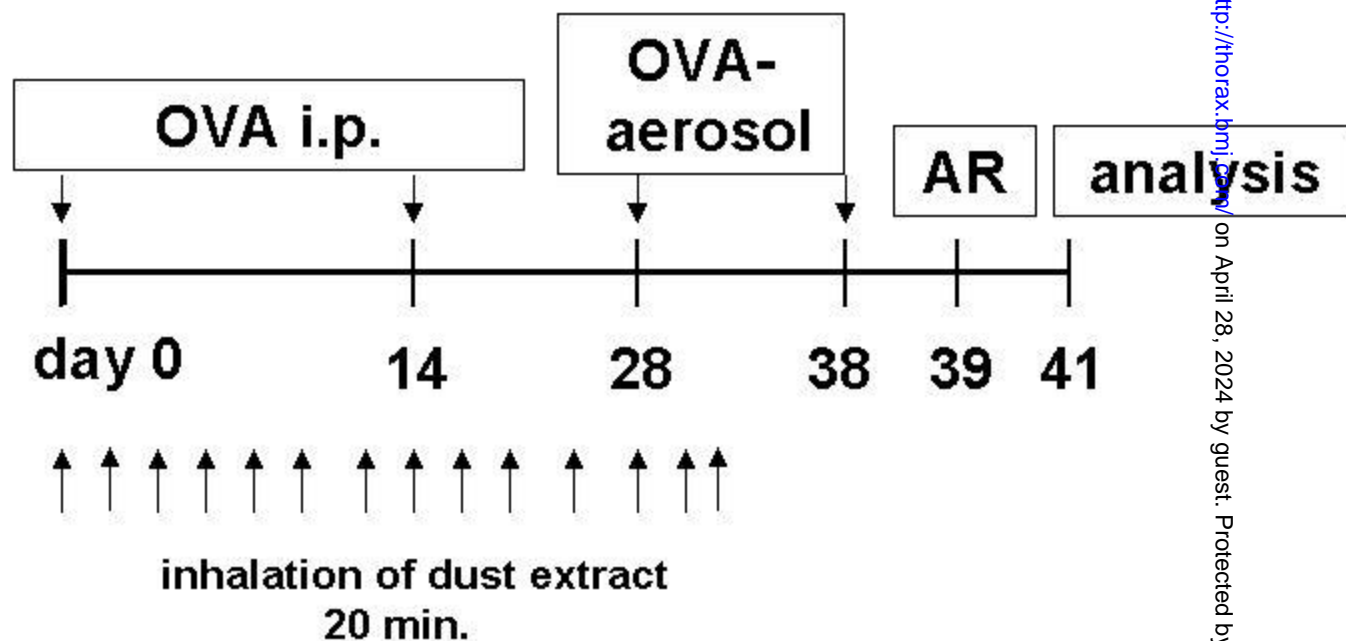 OVA i.p.
OVA-
aerosol
AR
analysis
day 0
14
28
38
39
41
inhalation of dust extract
20 min.
ttp://thorax.bmj.com/ on April 28, 2024 by guest. Protected by